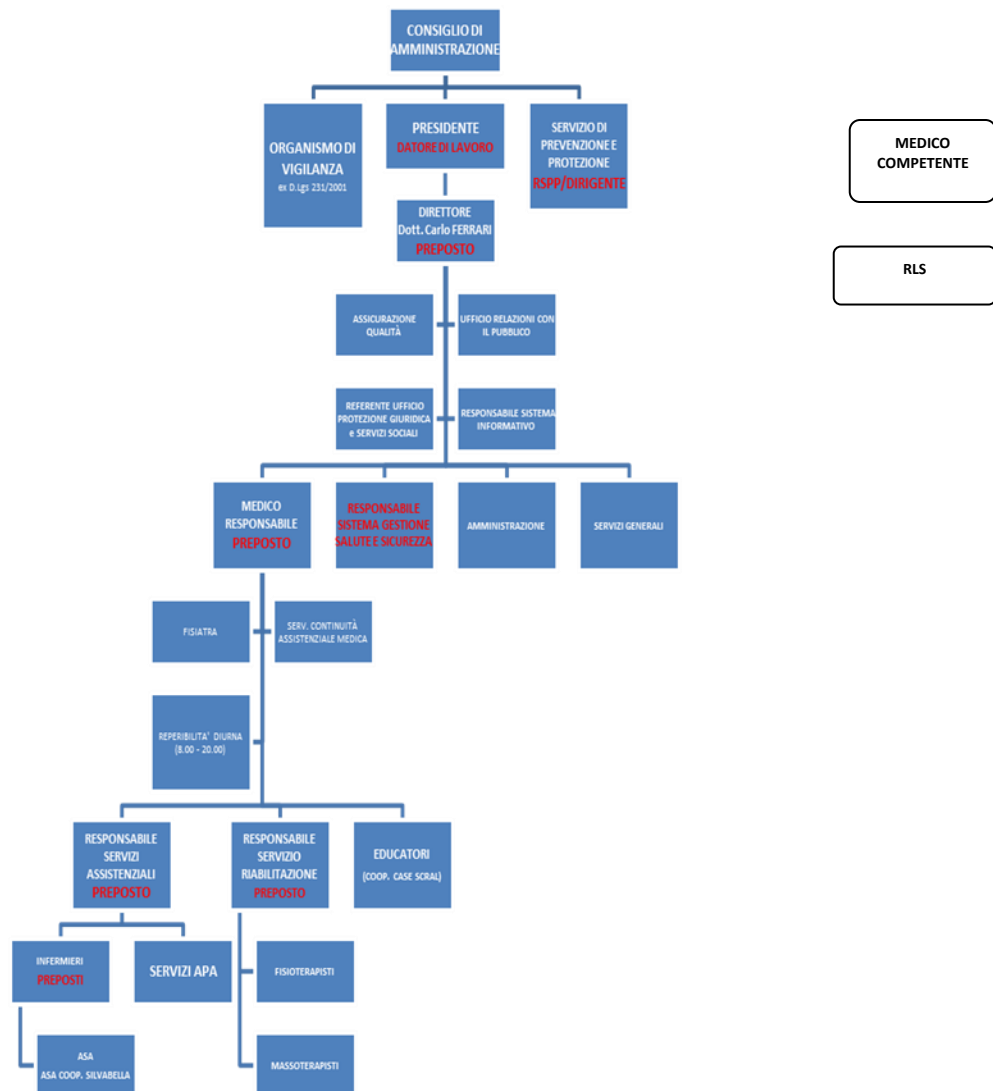 CONSIGLIO DI
AMMINISTRAZIONE
ORGANISMO DI
VIGILANZA
ex D.Lgs 231/2001
PRESIDENTE
DATORE DI LAVORO
SERVIZIO DI
PREVENZIONE E
PROTEZIONE
RSPP/DIRIGENTE
MEDICO
COMPETENTE
DIRETTORE
Dott. Carlo FERRARI
PREPOSTO
RLS
ASSICURAZIONE
QUALITÀ
UFFICIO RELAZIONI CON
IL PUBBLICO
REFERENTE UFFICIO
PROTEZIONE GIURIDICA
e SERVIZI SOCIALI
RESPONSABILE SISTEMA
INFORMATIVO
MEDICO
RESPONSABILE
PREPOSTO
RESPONSABILE
SISTEMA GESTIONE
SALUTE E SICUREZZA
AMMINISTRAZIONE
SERVIZI GENERALI
FISIATRA
SERV. CONTINUITÀ
ASSISTENZIALE MEDICA
REPERIBILITA' DIURNA
(8.00 - 20.00)
RESPONSABILE
SERVIZI
ASSISTENZIALI
PREPOSTO
RESPONSABILE
SERVIZIO
RIABILITAZIONE
PREPOSTO
EDUCATORI
(COOP. CASE SCRAL)
INFERMIERI
PREPOSTI
SERVIZI APA
FISIOTERAPISTI
ASA
ASA COOP. SILVABELLA
MASSOTERAPISTI